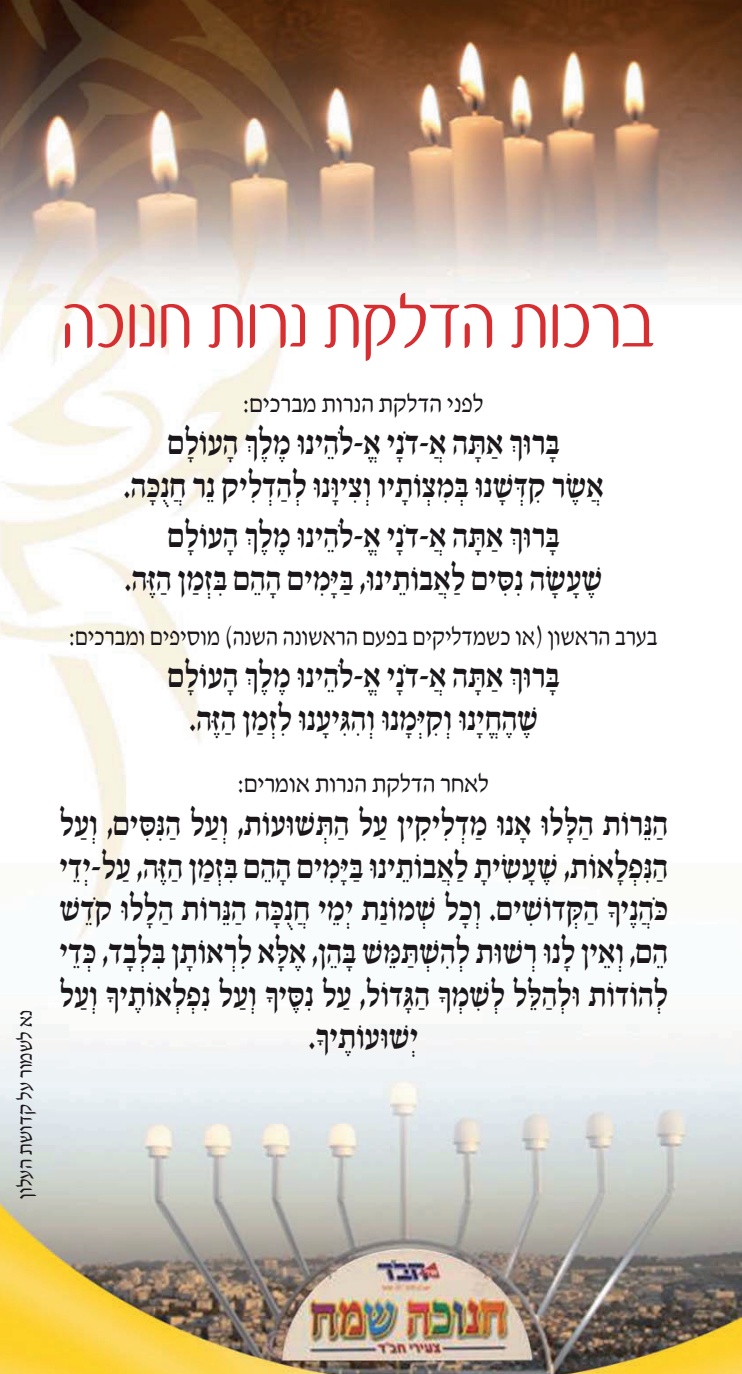 ברכות הדלקת נרות חנוכה
לפני הדלקת הנרות מברכים:
בָּרוּךְ אַתָּה אֲ-דֹנָי אֱ-לֹהֵינוּ מֶלֶךְ הָעוֹלָם
אֲשֶׁר קִדְּשָׁנוּ בְּמִצְוֹתָיו וְצִיוָּנוּ לְהַדְלִיק נֵר חֲנֻכָּה.
בָּרוּךְ אַתָּה אֲ-דֹנָי אֱ-לֹהֵינוּ מֶלֶךְ הָעוֹלָם
שֶׁעָשָׂה נִסִּים לַאֲבוֹתֵינוּ, בַּיָּמִים הָהֵם בִּזְמַן הַזֶּה.
בערב הראשון (או כשמדליקים בפעם הראשונה השנה) מוסיפים ומברכים:
בָּרוּךְ אַתָּה אֲ-דֹנָי אֱ-לֹהֵינוּ מֶלֶךְ הָעוֹלָם
שֶׁהֶחֱיָנוּ וְקִיְּמָנוּ וְהִגִּיעָנוּ לִזְמַן הַזֶּה.
לאחר הדלקת הנרות אומרים:
הַנֵּרוֹת הַלָּלוּ אָנוּ מַדְלִיקִין עַל הַתְּשׁוּעוֹת, וְעַל הַנִּסִּים, וְעַל
הַנִּפְלָאוֹת, שֶׁעָשִׂיתָ לַאֲבוֹתֵינוּ בַּיָּמִים הָהֵם בִּזְמַן הַזֶּה, עַל-יְדֵי
כֹּהֲנֶיךָ הַקְּדוֹשִׁים. וְכָל שְׁמוֹנַת יְמֵי חֲנֻכָּה הַנֵּרוֹת הַלָּלוּ קֹדֶשׁ
הֵם, וְאֵין לָנוּ רְשׁוּת לְהִשְׁתַּמֵּשׁ בָּהֵן, אֶלָּא לִרְאוֹתָן בִּלְבָד, כְּדֵי
לְהוֹדוֹת וּלְהַלֵּל לְשִׁמְךָ הַגָּדוֹל, עַל נִסֶּיךָ וְעַל נִפְלְאוֹתֶיךָ וְעַל
יְשׁוּעוֹתֶיךָ.
נא לשמור על קדושת העלון
חבד
חנוכה שמח
צעירי חב"ד